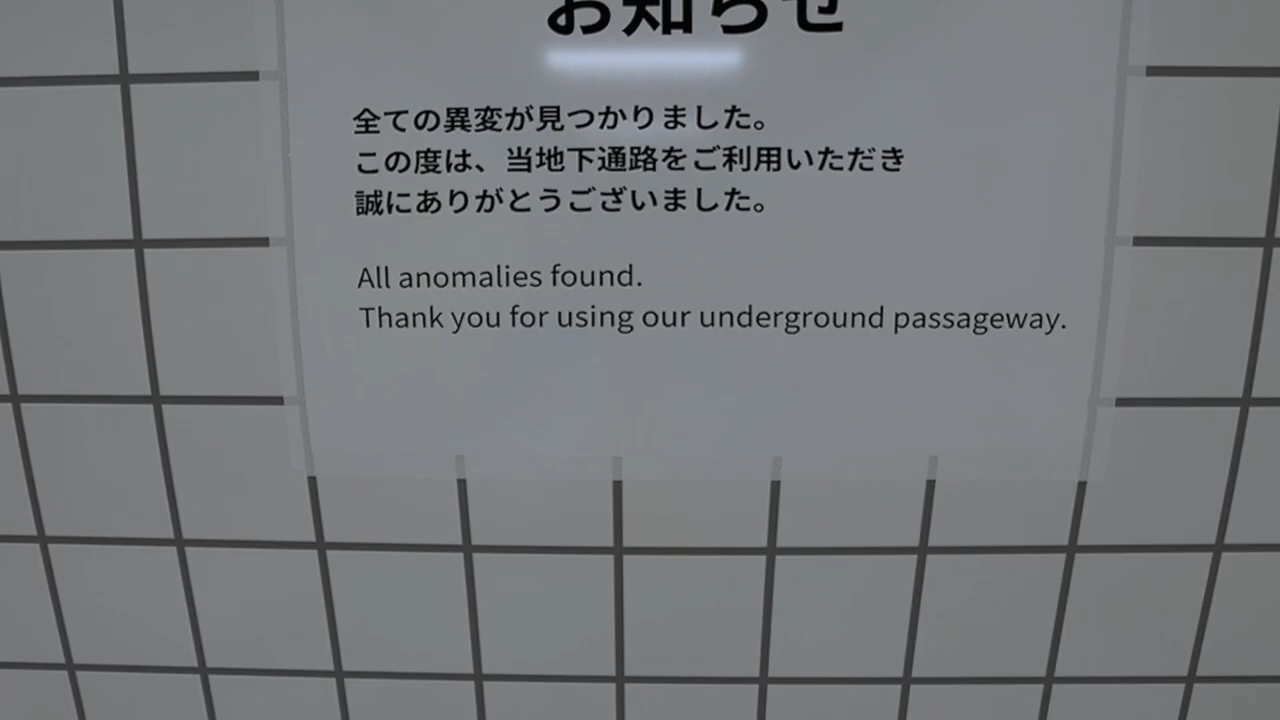 お知らせ
全ての異変が見つかりました。
この度は、当地下通路をご利用いただき
誠にありがとうございました。
All anomalies found.
Thank you for using our underground passageway.